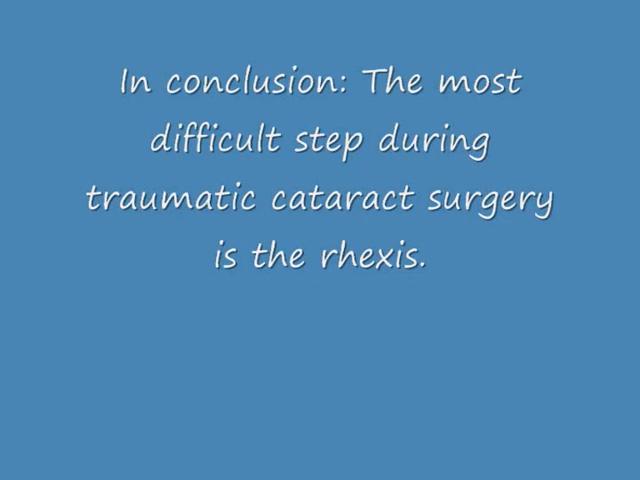 In conclusion: The most
difficult step during
traumatic cataract surgery
is the rhexis.